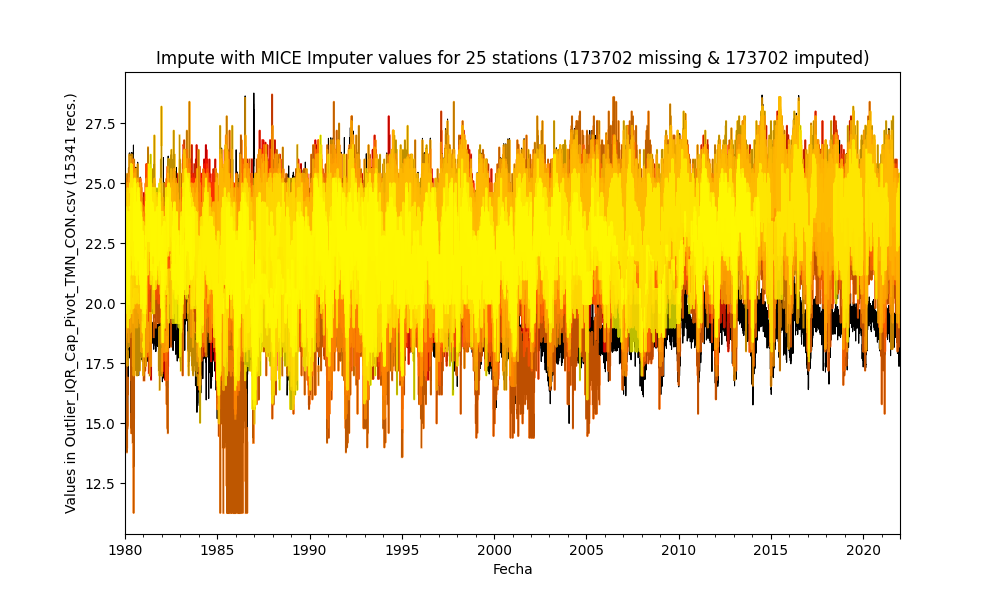 Impute with MICE Imputer values for 25 stations (173702 missing & 173702 imputed)
Values in Outlier_IQR_Cap_Pivot_TMN_CON.csv (15341 recs.)
27.5
25.0
22.5
20.0
17.5
15.0
12.5
1980 1985 1990 1995 2000 2005 2010 2015 2020
Fecha